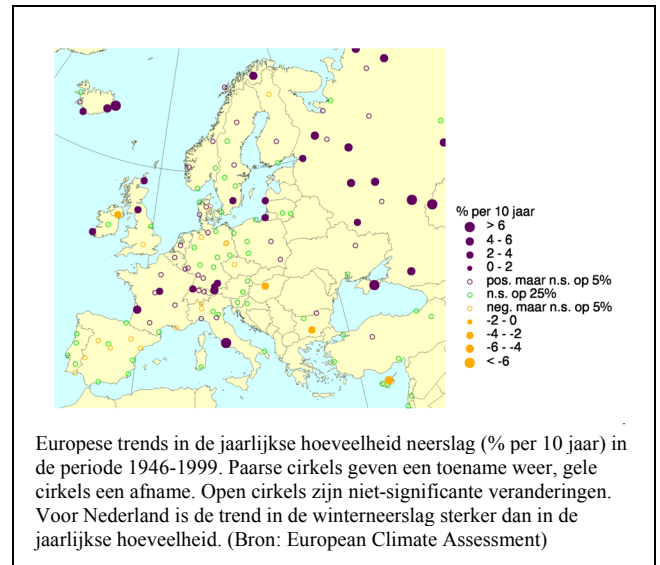 % per 10 jaar
> 6
4 - 6
2 - 4
0 - 2
pos. maar n.s. op 5%
n.s. op 25%
neg. maar n.s. op 5%
-2 - 0
-4 - -2
-6 - -4
< -6
Europese trends in de jaarlijkse hoeveelheid neerslag (% per 10 jaar) in
de periode 1946-1999. Paarse cirkels geven een toename weer, gele
cirkels een afname. Open cirkels zijn niet-significante veranderingen.
Voor Nederland is de trend in de winterneerslag sterker dan in de
jaarlijkse hoeveelheid. (Bron: European Climate Assessment)